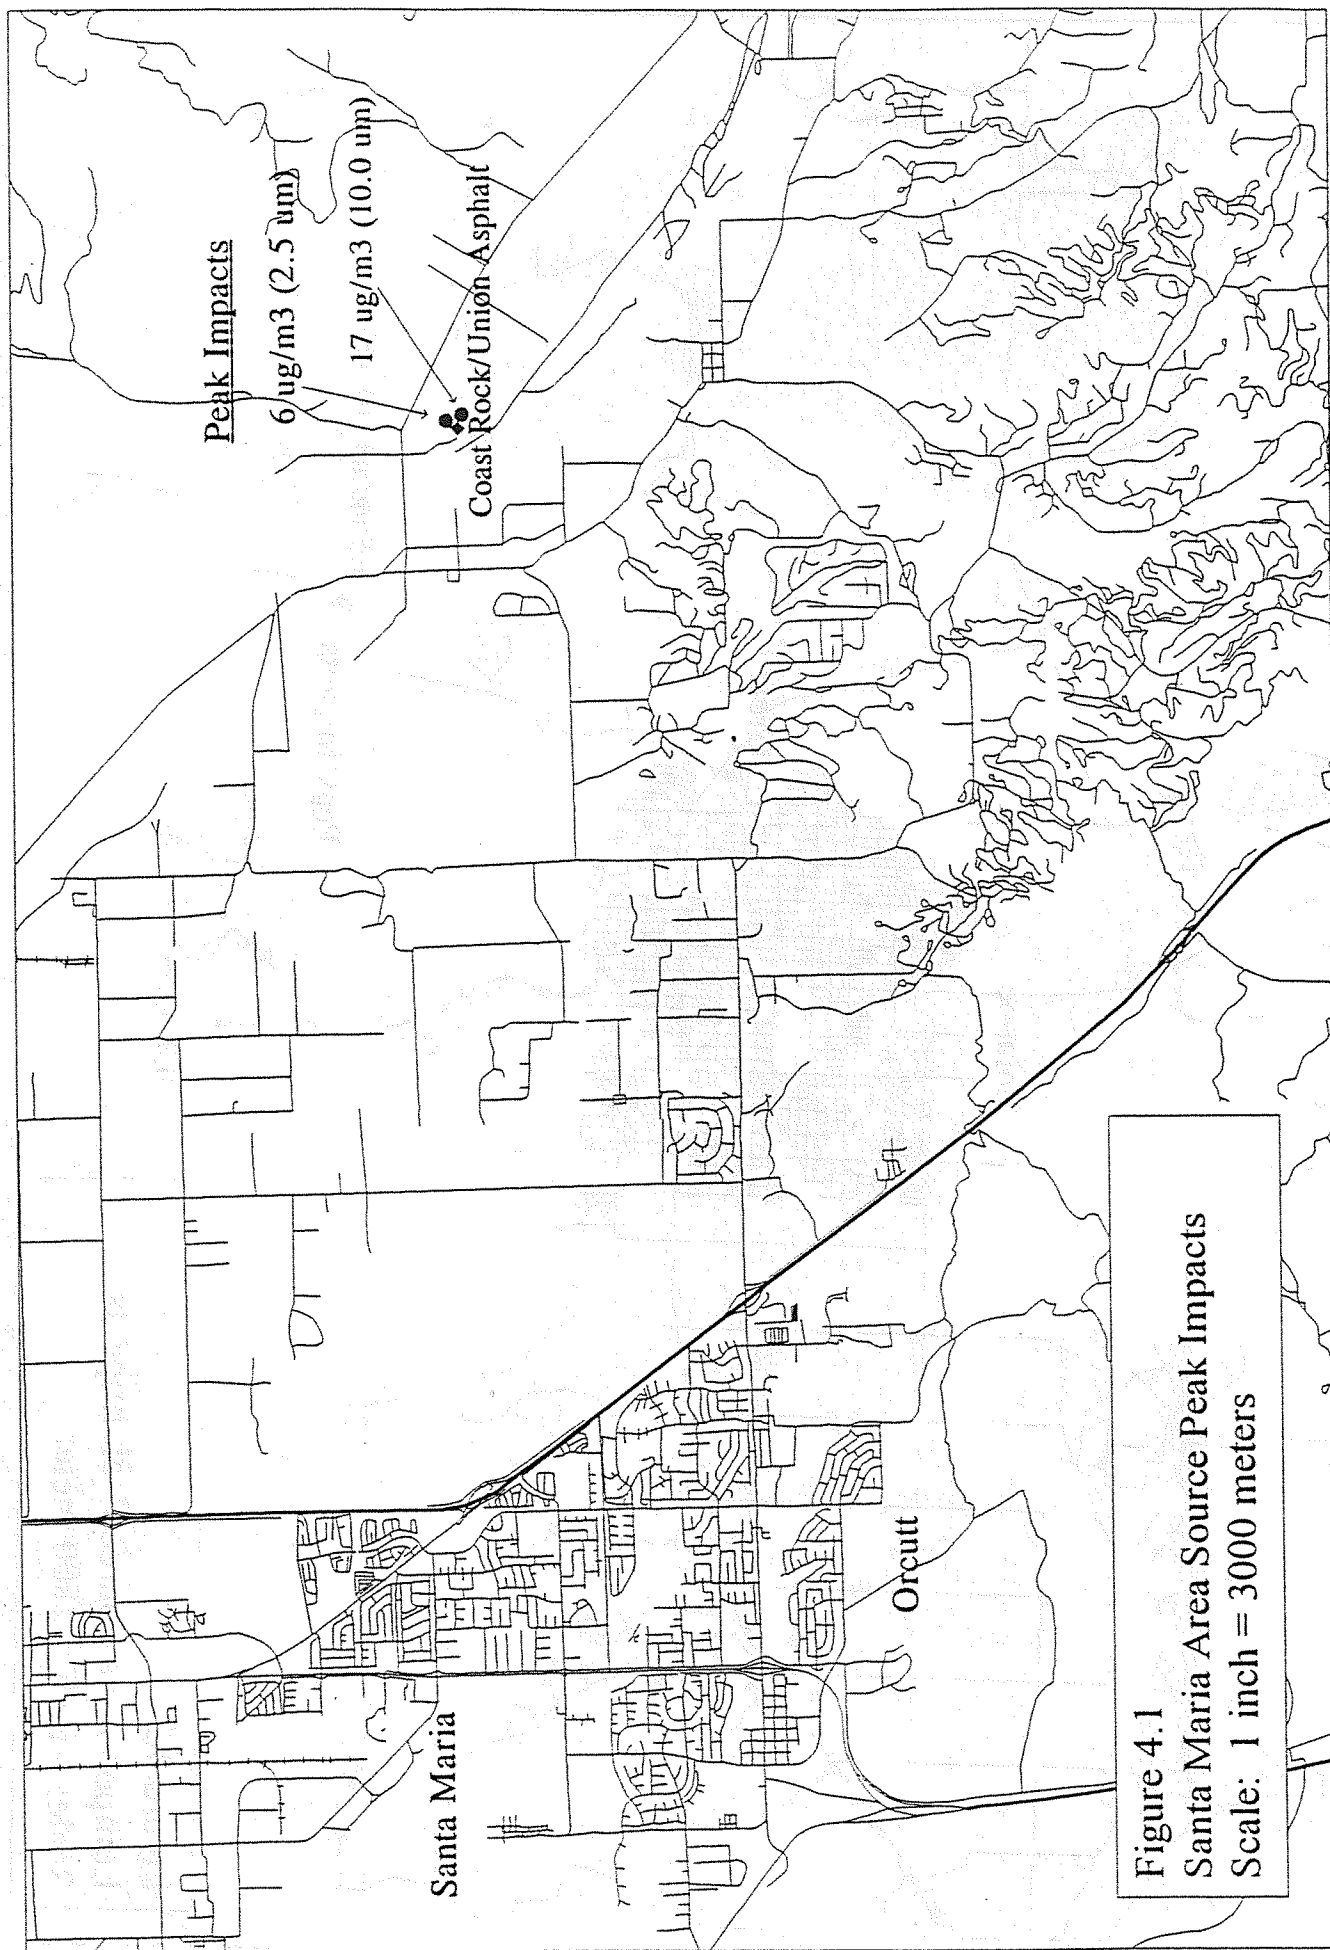 Peak Impacts
6 ug/m3 (2.5 um)
17 ug/m3 (10.0 um)
Coast Rock/Union Asphalt
Santa Maria
Orcutt
Figure 4.1
Santa Maria Area Source Peak Impacts
Scale: 1 inch = 3000 meters